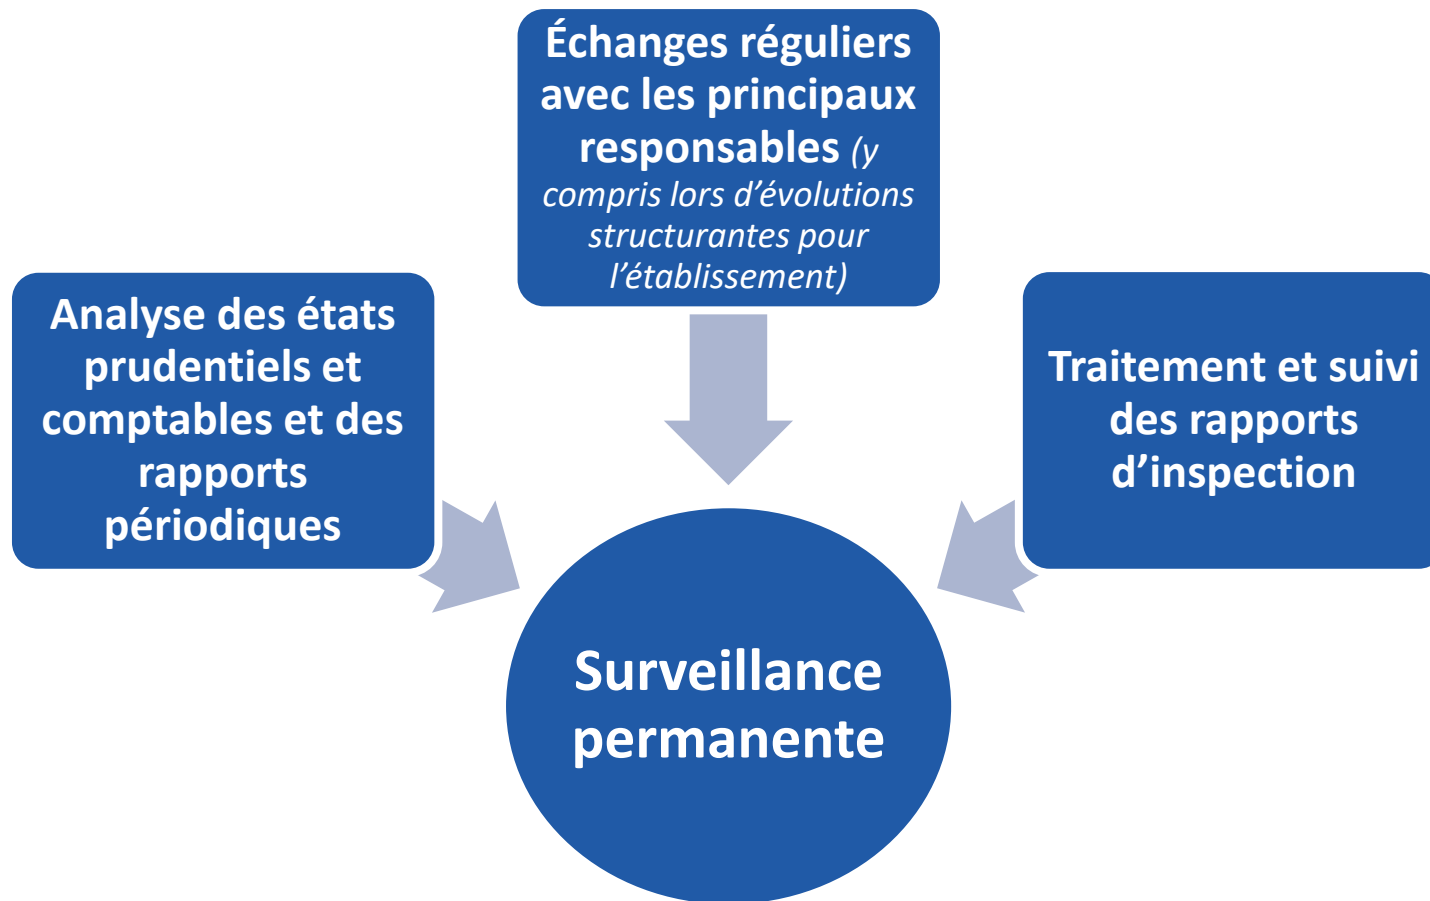 Échanges réguliers
avec les principaux
responsables (y
compris lors d’évolutions
structurantes pour
l’établissement)
Analyse des états
prudentiels et
comptables et des
rapports
périodiques
Traitement et suivi
des rapports
d’inspection
Surveillance
permanente